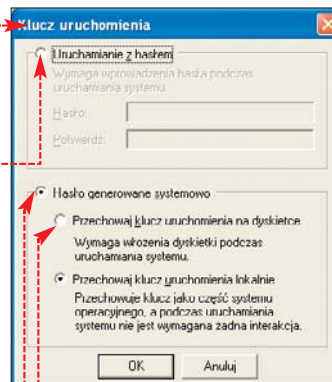 Klucz uruchomienia
Uruchamianie z hasłem
Wymaga wprowadzenia hasła podczas
uruchamiania systemu.
Hasło:
Potwierdź:
Hasło generowane systemowo
Przechowaj klucz uruchomienia na dyskietce
Wymaga włożenia dyskietki podczas
uruchamiania systemu.
Przechowaj klucz uruchomienia lokalnie
Przechowuje klucz jako część systemu
operacyjnego, a podczas uruchamiania
systemu nie jest wymagana żadna interakcja.
OK
Anuluj